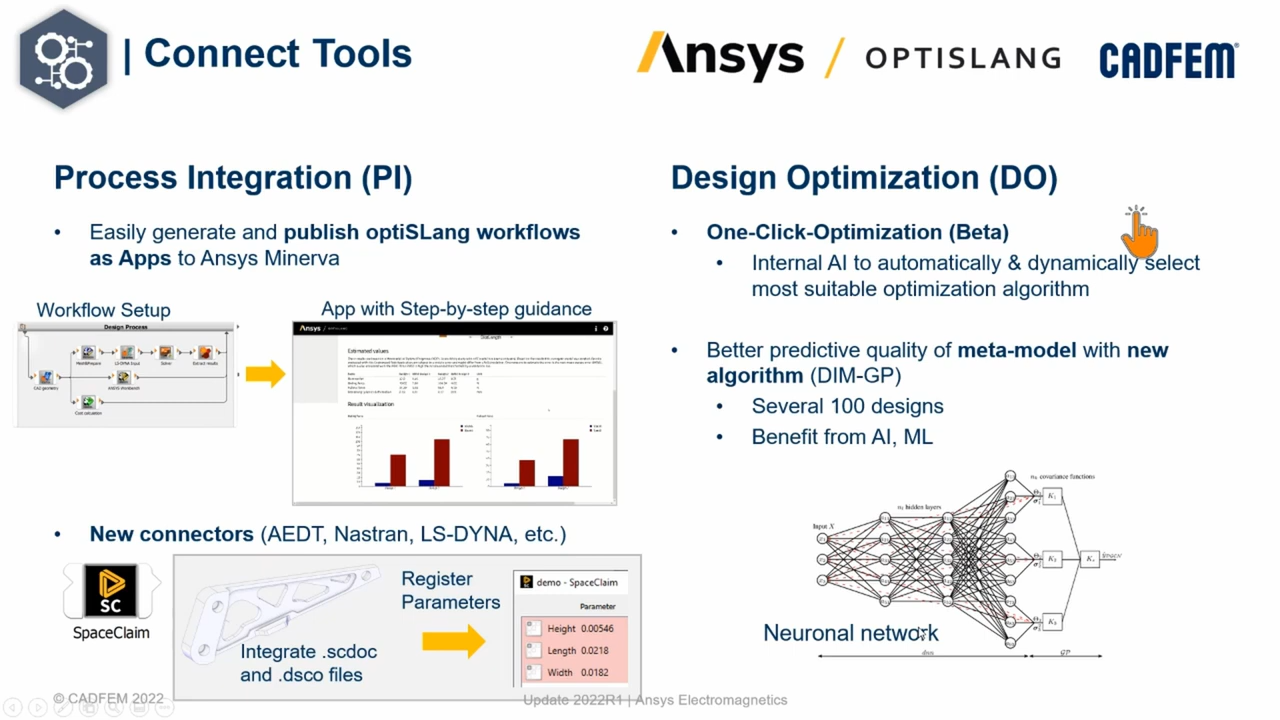 | Connect Tools
Ansys / OPTISLANG CADFEM
Process Integration (PI)
• Easily generate and publish optiSLang workflows
as Apps to Ansys Minerva
Workflow Setup
Design Process
App with Step-by-step guidance
Ansys
Estimated values
Result visualization
• New connectors (AEDT, Nastran, LS-DYNA, etc.)
SC
SpaceClaim
Integrate .scdoc
and .dsco files
Register
Parameters
demo - SpaceClaim
Parameter
Height 0.00546
Length 0.0218
Width 0.0182
Design Optimization (DO)
• One-Click-Optimization (Beta)
• Internal AI to automatically & dynamically select
most suitable optimization algorithm
• Better predictive quality of meta-model with new
algorithm (DIM-GP)
• Several 100 designs
• Benefit from AI, ML
covariance functions
hidden layers
Input X
Neuronal network
GP
© CADFEM 2022
Update 2022R1 | Ansys Electromagnetics